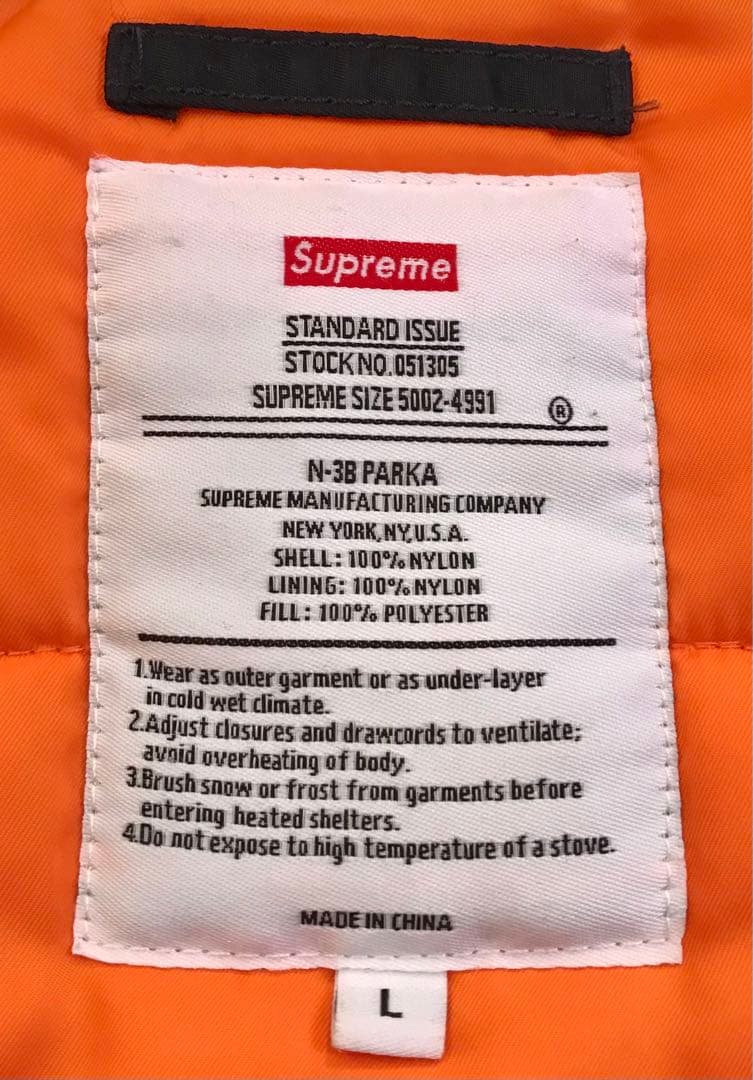 Supreme
STANDARD ISSUE
STOCK NO.051305
SUPREME SIZE 5002-4991
®
N-3B PARKA
SUPREME MANUFACTURING COMPANY
NEW YORK,NY,U.S.A.
SHELL: 100% NYLON
LINING: 100% NYLON
FILL: 100% POLYESTER
1.Wear as outer garment or as under-layer
in cold wet climate.
2.Adjust closures and drawcords to ventilate;
avoid overheating of body.
3.Brush snow or frost from garments before
entering heated shelters.
4.Do not expose to high temperature of a stove.
MADE IN CHINA
L